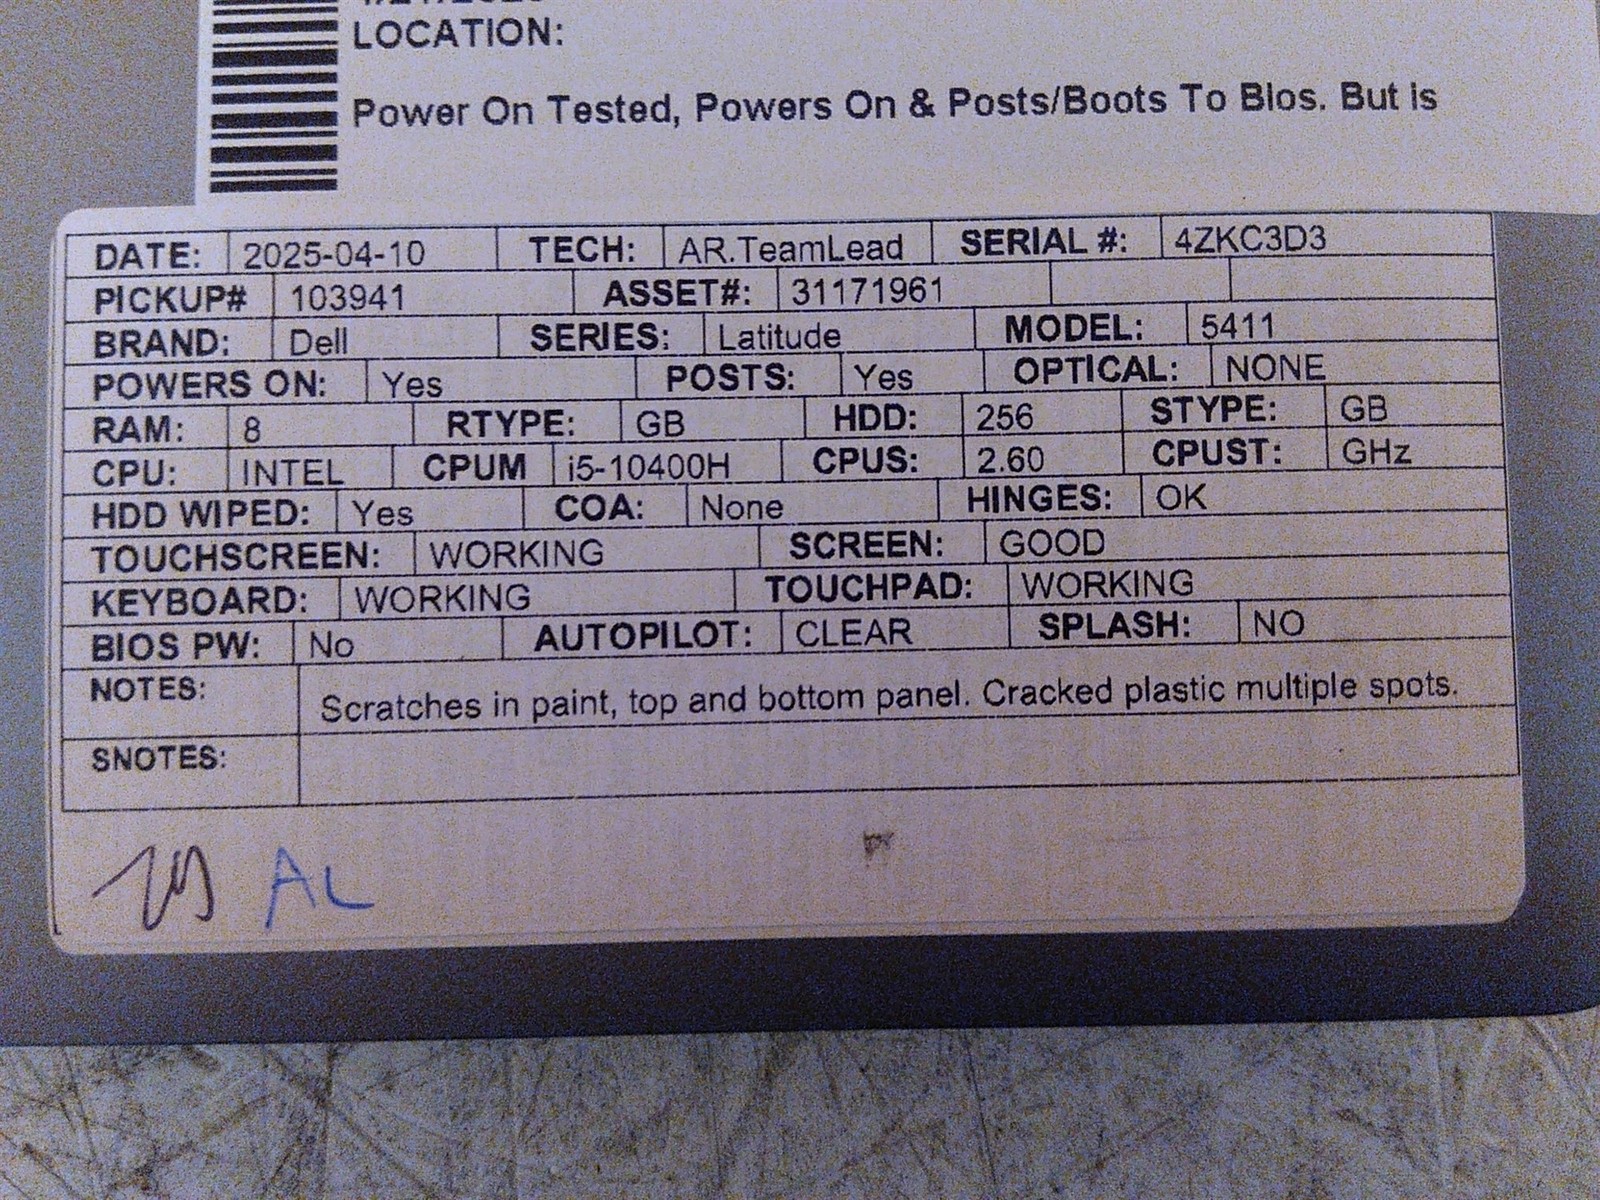 LOCATION:
Power On Tested, Powers On & Posts/Boots To Bios. But is
DATE: 2025-04-10 TECH: AR.TeamLead SERIAL #: 4ZKC3D3
PICKUP# 103941 ASSET#: 31171961
BRAND: Dell SERIES: Latitude MODEL: 5411
POWERS ON: Yes POSTS: Yes OPTICAL: NONE
RAM: 8 RTYPE: GB HDD: 256 STYPE: GB
CPU: INTEL CPUM i5-10400H CPUS: 2.60 CPUST: GHz
HDD WIPED: Yes COA: None HINGES: OK
TOUCHSCREEN: WORKING SCREEN: GOOD
KEYBOARD: WORKING TOUCHPAD: WORKING
BIOS PW: No AUTOPILOT: CLEAR SPLASH: NO
NOTES: Scratches in paint, top and bottom panel. Cracked plastic multiple spots.
SNOTES:
AL